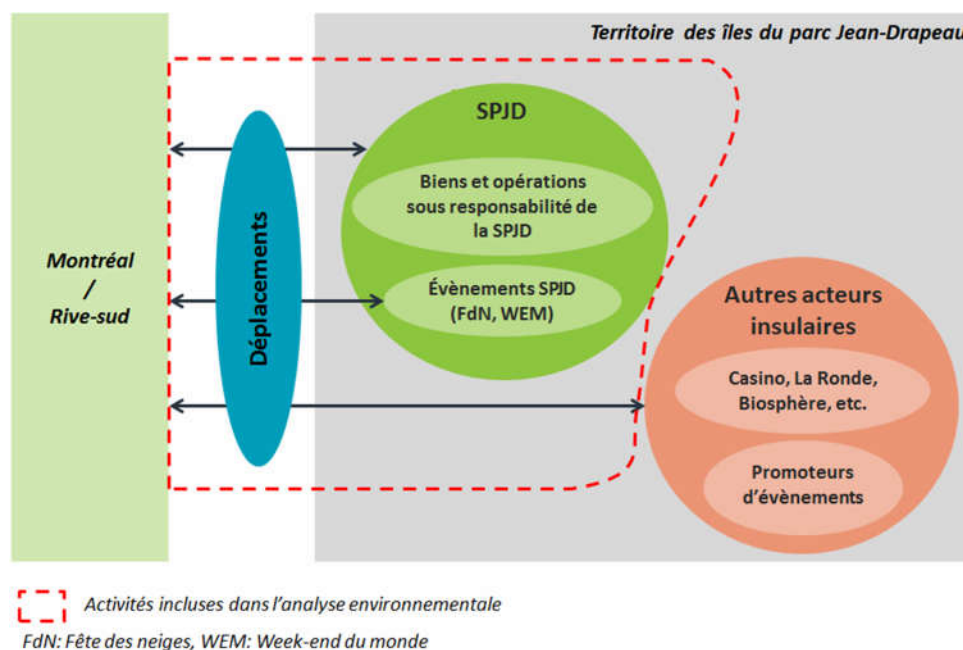 Territoire des îles du parc Jean-Drapeau
SPJD
Biens et opérations
sous responsabilité de
la SPJD
Évènements SPJD
(FdN, WEM)
Déplacements
Montréal
/
Rive-sud
Autres acteurs
insulaires
Casino, La Ronde,
Biosphère, etc.
Promoteurs
d'évènements
Activités incluses dans l'analyse environnementale
FdN: Fête des neiges, WEM: Week-end du monde